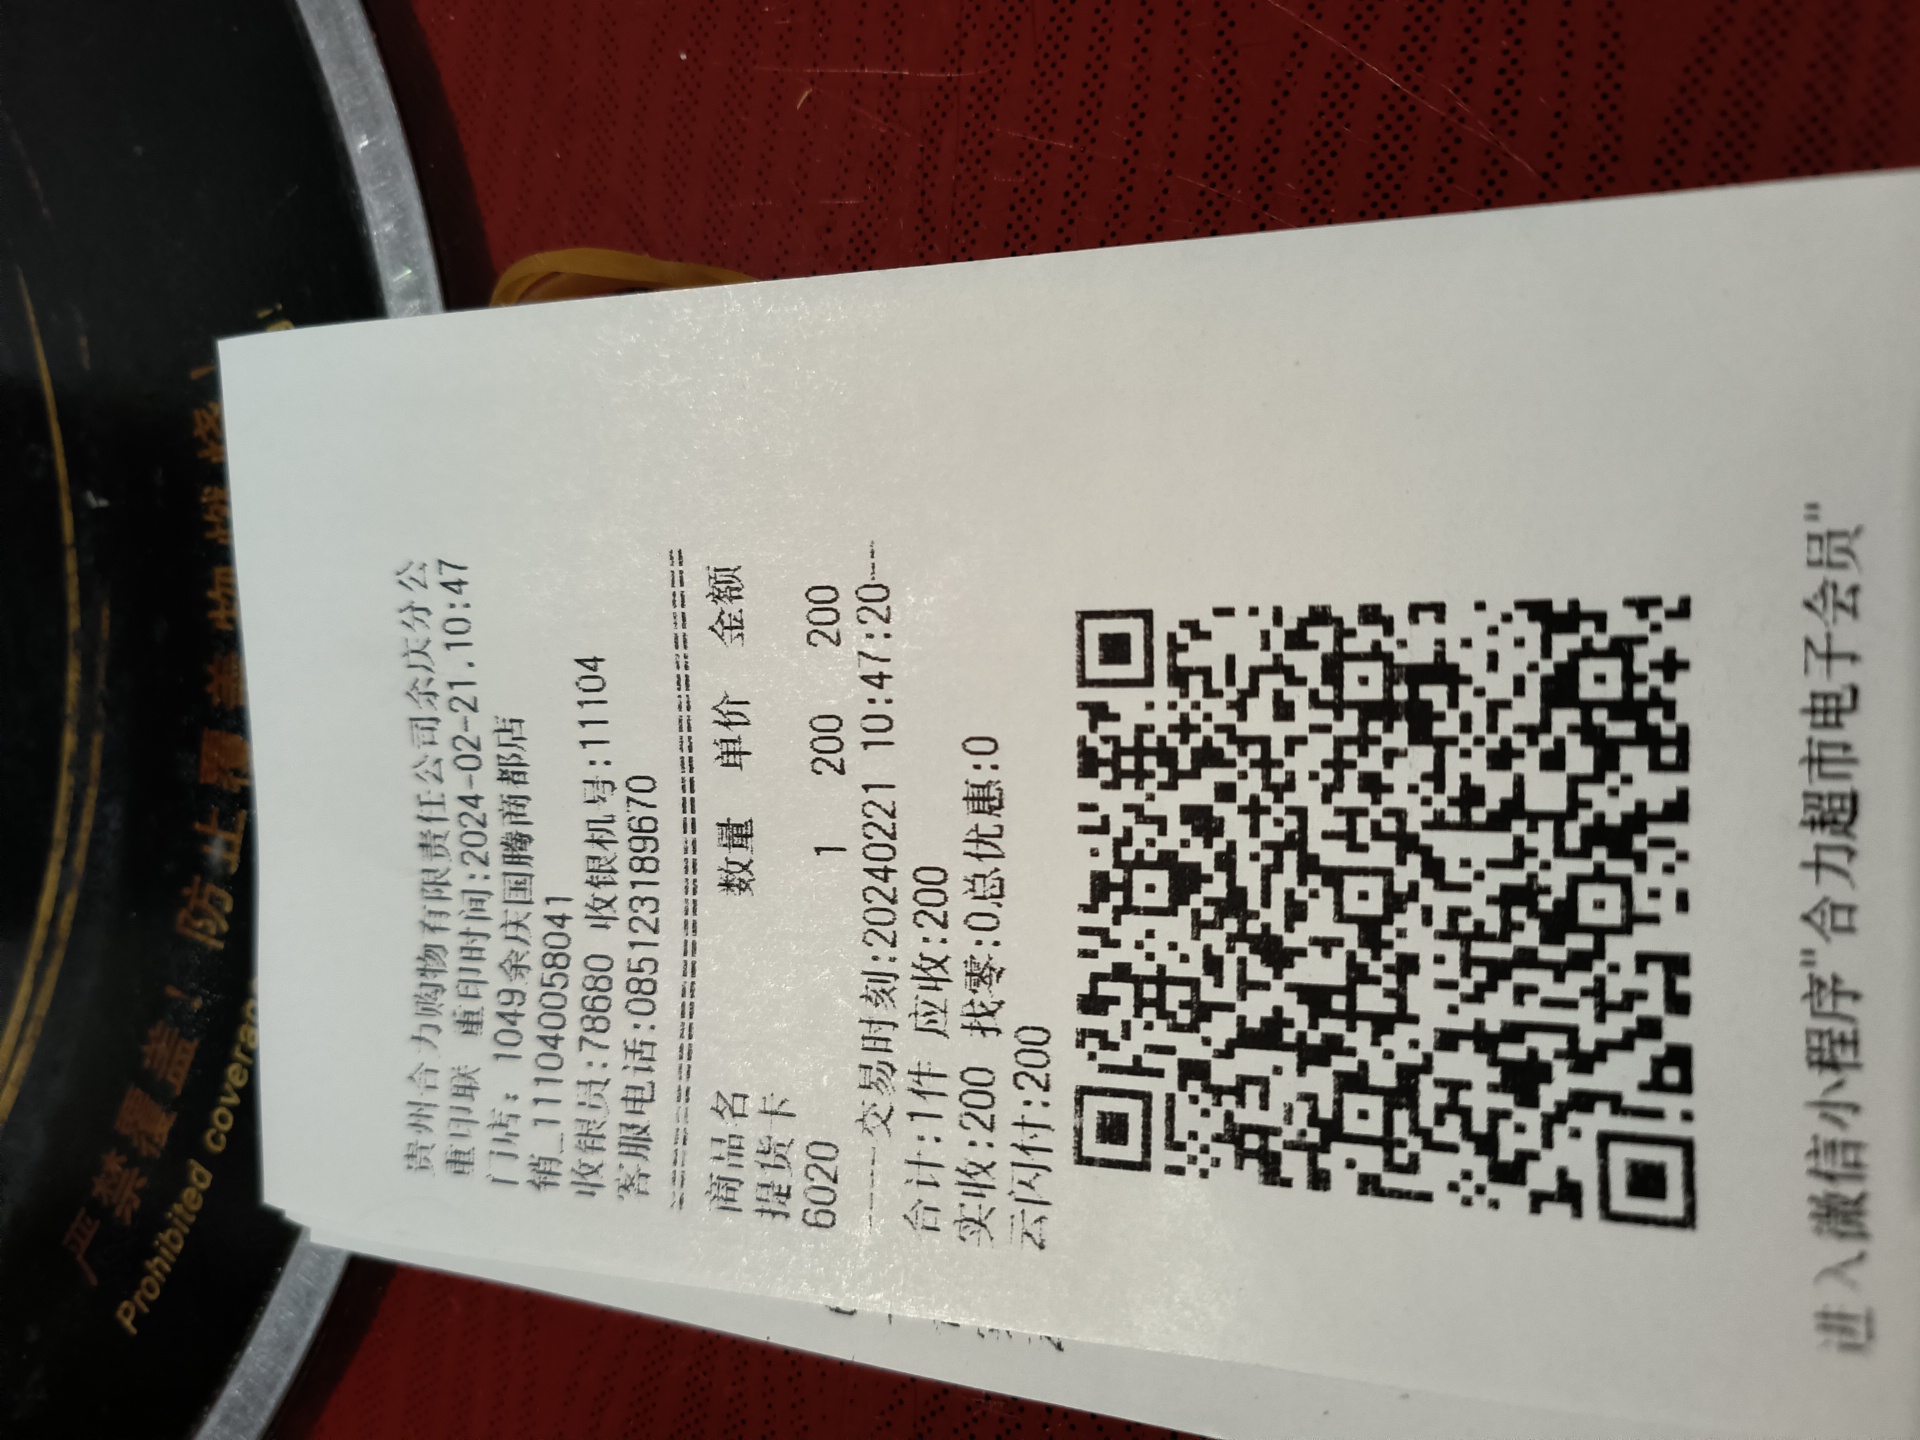 贵州合力购物有限责任公司余庆分公
重印联 重印时间:2024-02-21.10:47
门店: 1049余庆国腾商都店
销_111040058041
收银员:78680 收银机号:11104
客服电话:085123189670
商品名 数量 单价 金额
提货卡
6020 1 200 200
----交易时刻:20240221 10:47:20---
合计:1件 应收:200
实收:200 找零:0总优惠:0
云闪付:200
进入微信小程序"合力超市电子会员"
严禁覆盖!防止覆盖物
Prohibited